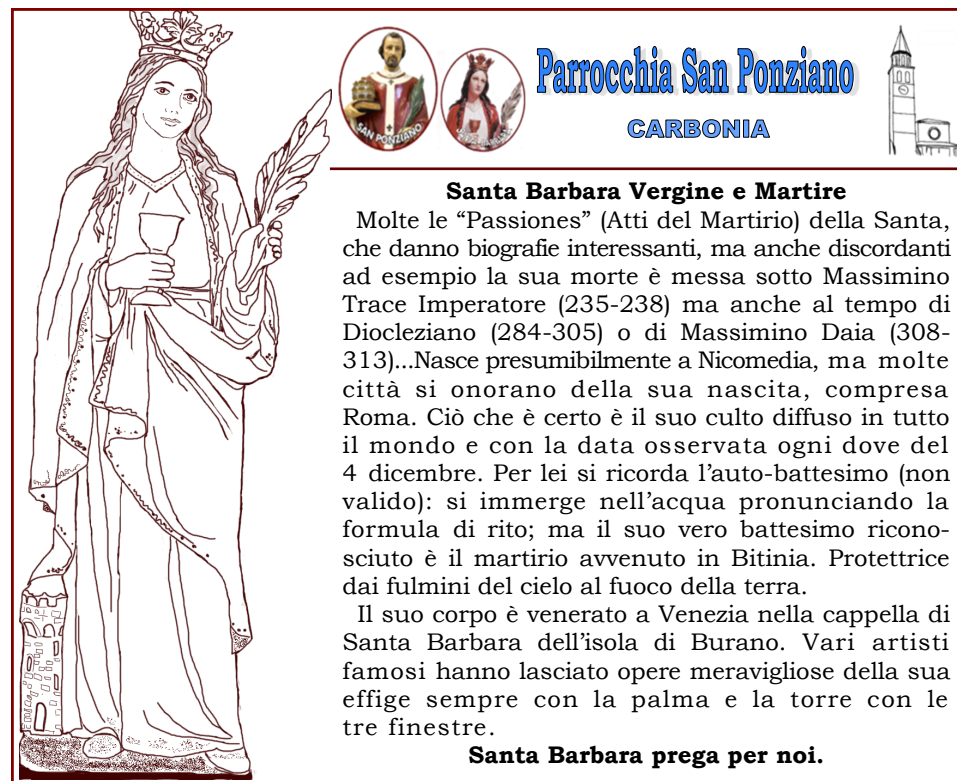 Parrocchia San Ponziano
CARBONIA
SAN PONZIANO
Santa Barbara Vergine e Martire
Molte le “Passiones” (Atti del Martirio) della Santa,
che danno biografie interessanti, ma anche discordanti
ad esempio la sua morte è messa sotto Massimino
Trace Imperatore (235-238) ma anche al tempo di
Diocleziano (284-305) o di Massimino Daia (308-
313)...Nasce presumibilmente a Nicomedia, ma molte
città si onorano della sua nascita, compresa
Roma. Ciò che è certo è il suo culto diffuso in tutto
il mondo e con la data osservata ogni dove del
4 dicembre. Per lei si ricorda l’auto-battesimo (non
valido): si immerge nell’acqua pronunciando la
formula di rito; ma il suo vero battesimo ricono-
sciuto è il martirio avvenuto in Bitinia. Protettrice
dai fulmini del cielo al fuoco della terra.
Il suo corpo è venerato a Venezia nella cappella di
Santa Barbara dell’isola di Burano. Vari artisti
famosi hanno lasciato opere meravigliose della sua
effige sempre con la palma e la torre con le
tre finestre.
Santa Barbara prega per noi.